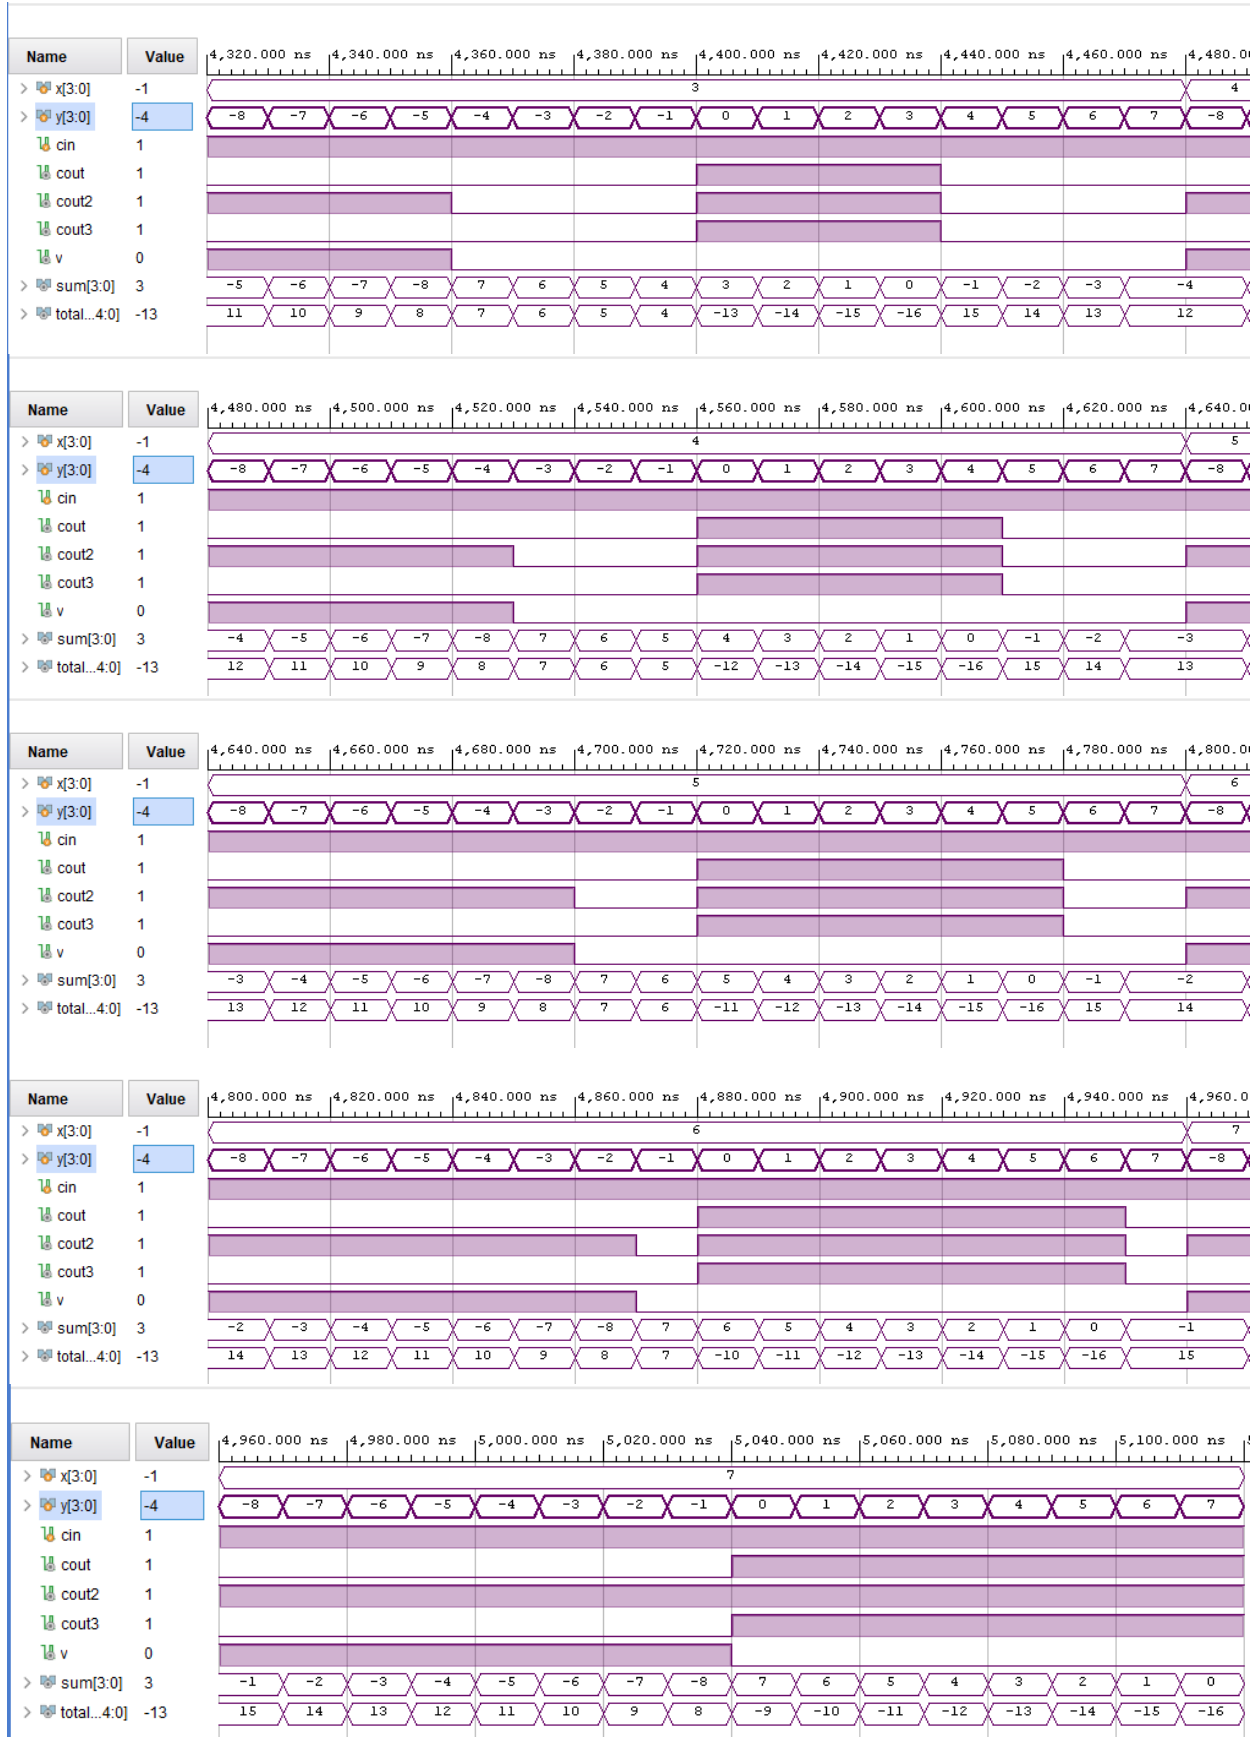 Name Value 4,320.000 ns 4,340.000 ns 4,360.000 ns 4,380.000 ns 4,400.000 ns 4,420.000 ns 4,440.000 ns 4,460.000 ns 4,480.0
x[3:0] -1 3 4
y[3:0] -4 -8 -7 -6 -5 -4 -3 -2 -1 0 1 2 3 4 5 6 7 -8
cin 1
cout 1
cout2 1
cout3 1
v 0
sum[3:0] 3 -5 -6 -7 -8 7 6 5 4 3 2 1 0 -1 -2 -3 -4
total...4:0] -13 11 10 9 8 7 6 5 4 -13 -14 -15 -16 15 14 13 12
Name Value 4,480.000 ns 4,500.000 ns 4,520.000 ns 4,540.000 ns 4,560.000 ns 4,580.000 ns 4,600.000 ns 4,620.000 ns 4,640.0
x[3:0] -1 4 5
y[3:0] -4 -8 -7 -6 -5 -4 -3 -2 -1 0 1 2 3 4 5 6 7 -8
cin 1
cout 1
cout2 1
cout3 1
v 0
sum[3:0] 3 -4 -5 -6 -7 -8 7 6 5 4 3 2 1 0 -1 -2 -3
total...4:0] -13 12 11 10 9 8 7 6 5 -12 -13 -14 -15 -16 15 14 13
Name Value 4,640.000 ns 4,660.000 ns 4,680.000 ns 4,700.000 ns 4,720.000 ns 4,740.000 ns 4,760.000 ns 4,780.000 ns 4,800.0
x[3:0] -1 5 6
y[3:0] -4 -8 -7 -6 -5 -4 -3 -2 -1 0 1 2 3 4 5 6 7 -8
cin 1
cout 1
cout2 1
cout3 1
v 0
sum[3:0] 3 -3 -4 -5 -6 -7 -8 7 6 5 4 3 2 1 0 -1 -2
total...4:0] -13 13 12 11 10 9 8 7 6 -11 -12 -13 -14 -15 -16 15 14
Name Value 4,800.000 ns 4,820.000 ns 4,840.000 ns 4,860.000 ns 4,880.000 ns 4,900.000 ns 4,920.000 ns 4,940.000 ns 4,960.0
x[3:0] -1 6 7
y[3:0] -4 -8 -7 -6 -5 -4 -3 -2 -1 0 1 2 3 4 5 6 7 -8
cin 1
cout 1
cout2 1
cout3 1
v 0
sum[3:0] 3 -2 -3 -4 -5 -6 -7 -8 7 6 5 4 3 2 1 0 -1
total...4:0] -13 14 13 12 11 10 9 8 7 -10 -11 -12 -13 -14 -15 -16 15
Name Value 4,960.000 ns 4,980.000 ns 5,000.000 ns 5,020.000 ns 5,040.000 ns 5,060.000 ns 5,080.000 ns 5,100.000 ns
x[3:0] -1 7
y[3:0] -4 -8 -7 -6 -5 -4 -3 -2 -1 0 1 2 3 4 5 6 7
cin 1
cout 1
cout2 1
cout3 1
v 0
sum[3:0] 3 -1 -2 -3 -4 -5 -6 -7 -8 7 6 5 4 3 2 1 0
total...4:0] -13 15 14 13 12 11 10 9 8 -9 -10 -11 -12 -13 -14 -15 -16